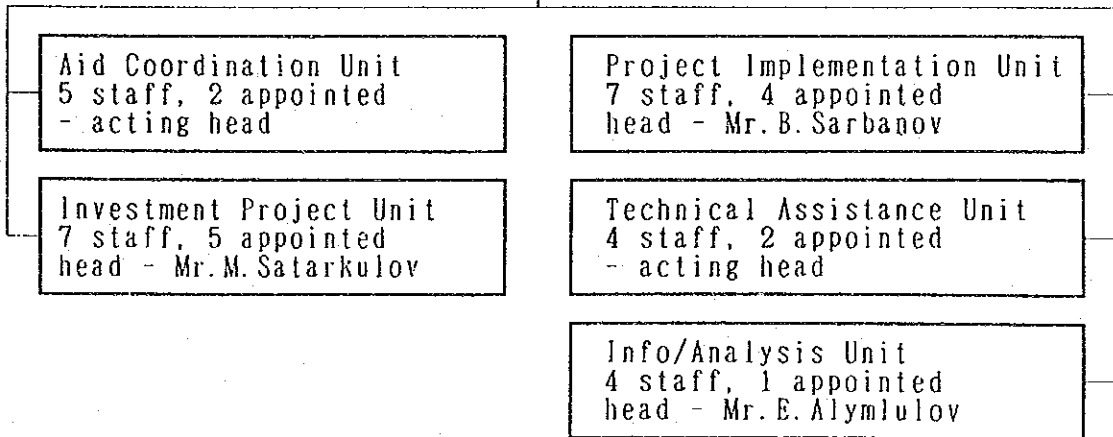 Aid Coordination Unit
5 staff, 2 appointed
- acting head
Investment Project Unit
7 staff, 5 appointed
head - Mr. M. Satarkulov
Project Implementation Unit
7 staff, 4 appointed
head - Mr. B. Sarbanov
Technical Assistance Unit
4 staff, 2 appointed
- acting head
Info/Analysis Unit
4 staff, 1 appointed
head - Mr. E. Alymlulov